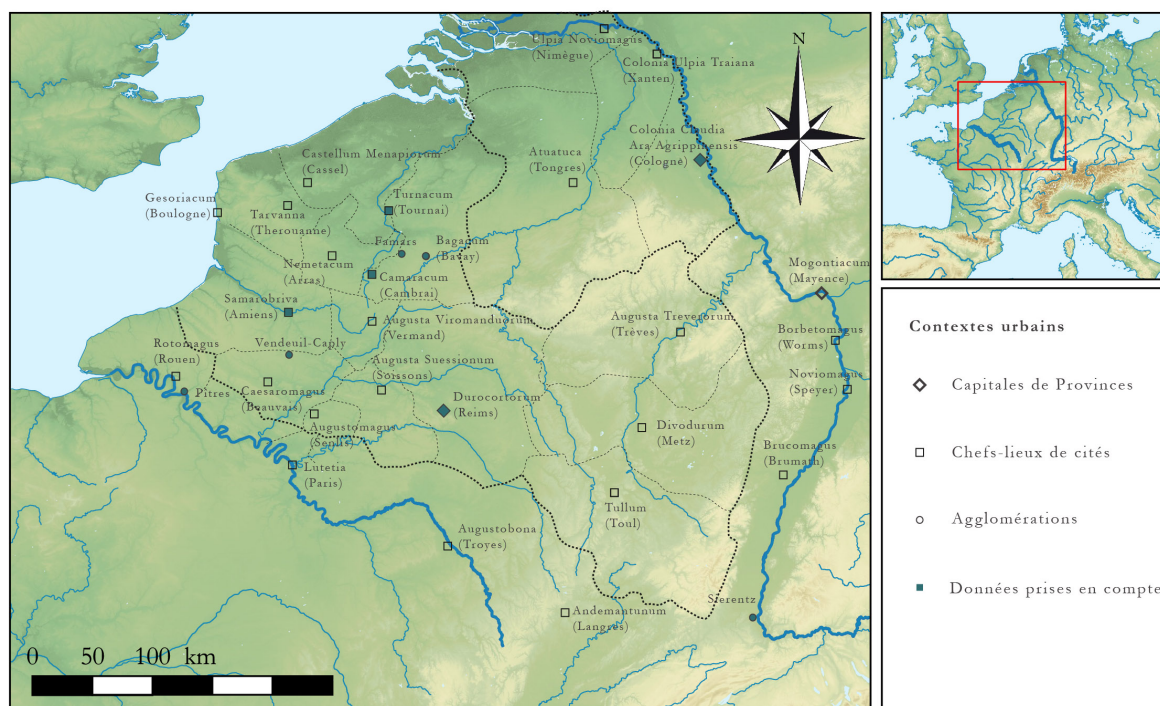 Ulpia Noviomagus
(Nimègue)
Colonia Ulpia Traiana
(Xanten)
N
Colonia Claudia
Ara Agrippinensis
(Cologne)
Castellum Menapiorum
(Cassel)
Atuatuca
(Tongres)
Gesoriacum
(Boulogne)
Turnacum
(Tournai)
Tarvanna
(Therouanne)
Famars
Bagacum
(Bavay)
Nemetacum
(Arras)
Camaracum
(Cambrai)
Mogontiacum
(Mayence)
Samarobriva
(Amiens)
Augusta Viromanduorum
(Vermand)
Augusta Treverorum
(Trèves)
Borbetomagus
(Worms)
Rotomagus
(Rouen)
Vendeuil-Caply
Augusta Suessionum
(Soissons)
Noviomagus
(Speyer)
Pîtres
Caesaromagus
(Beauvais)
Durocortorum
(Reims)
Augustomagus
(Senlis)
Divodurum
(Metz)
Brucomagus
(Brumath)
Lutetia
(Paris)
Tullum
(Toul)
Augustobona
(Troyes)
Andemantunum
(Langres)
Sierentz
0 50 100 km
Contextes urbains
Capitales de Provinces
Chefs-lieux de cités
Agglomérations
Données prises en compte